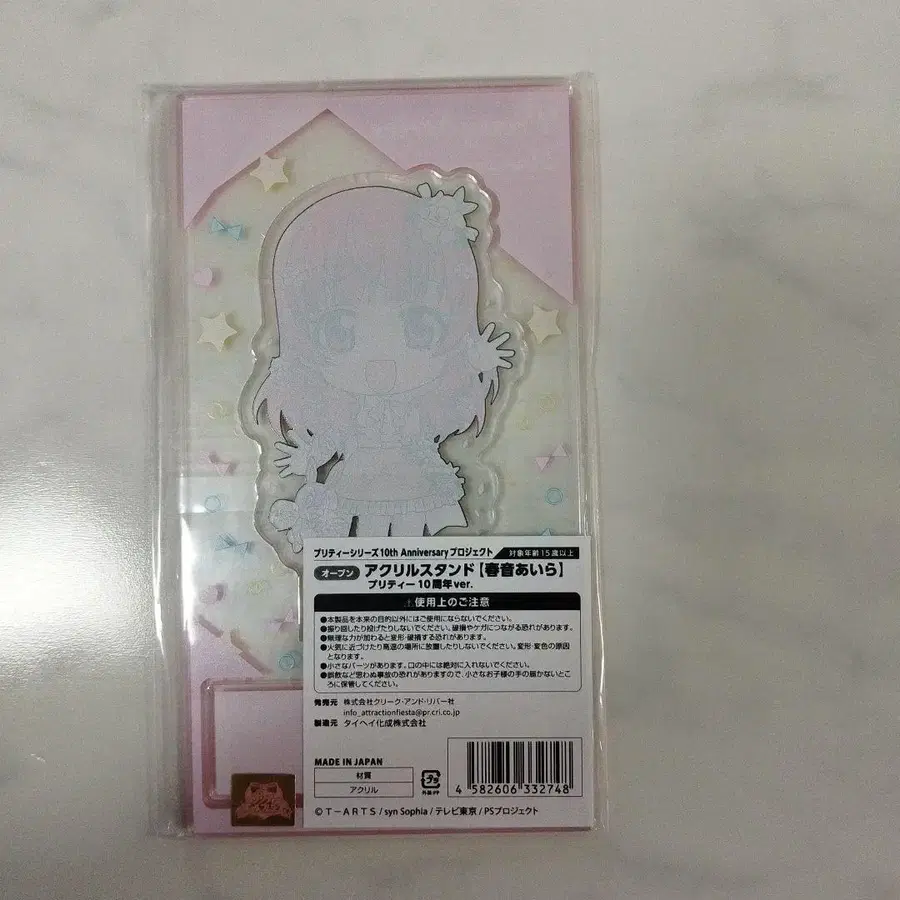 プリティーシリーズ10th Anniversary プロジェクト 対象年齢15歳以上
オープン アクリルスタンド【春音あいら】
プリティー10周年ver.
⚠使用上のご注意
●本製品を本来の目的以外にはご使用にならないでください。
●振り回したり投げたりしないでください。破損やケガにつながる恐れがあります。
●無理な力が加わると変形・破損する恐れがあります。
●火気に近づけたり高温の場所に放置したりしないでください。変形・変色の原因
となります。
●小さなパーツがあります。口の中には絶対に入れないでください。
●誤飲など思わぬ事故の恐れがありますので、小さなお子様の手の届かないとこ
ろに保管してください。
発売元 株式会社クリーク・アンド・リバー社
info_attractionfiesta@pr.cri.co.jp
製造元 タイヘイ化成株式会社
MADE IN JAPAN
材質
アクリル
プラ
外装:PP
4 582606 332748
© T-ARTS / syn Sophia / テレビ東京 / PSプロジェクト